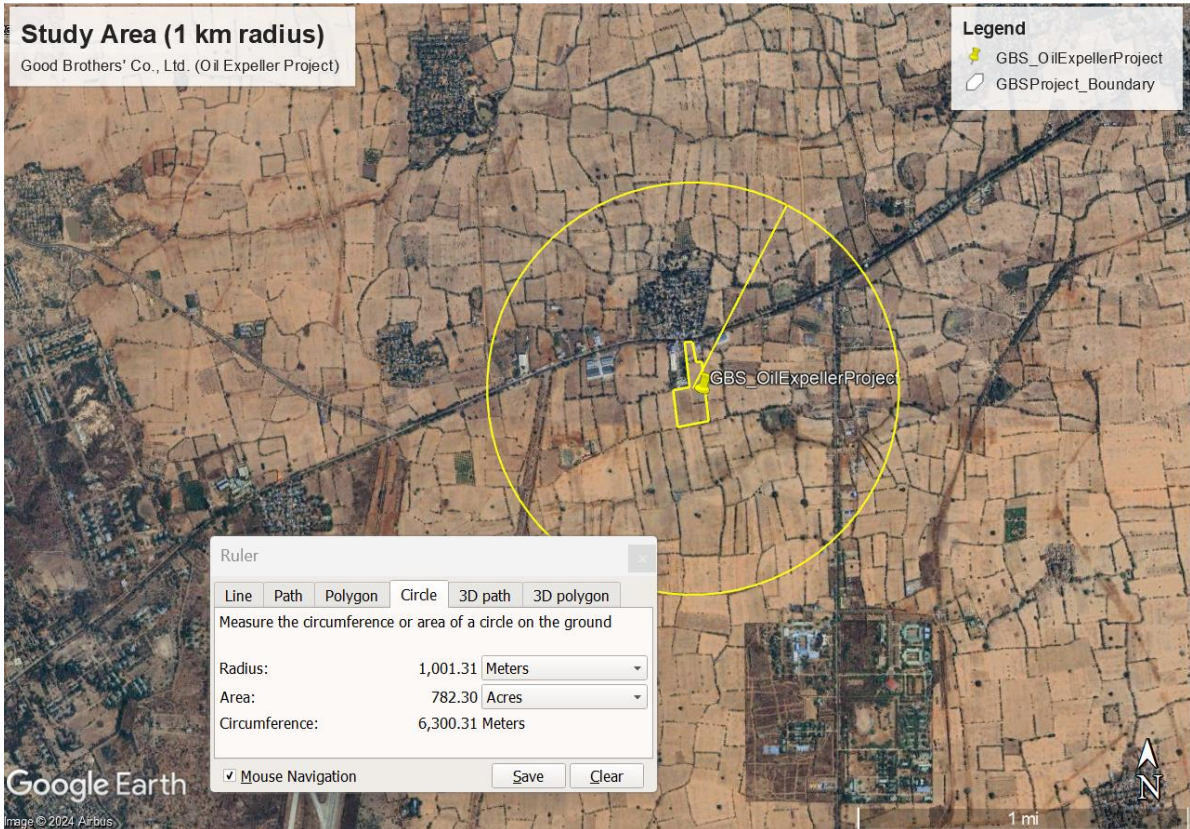 Study Area (1 km radius)
Good Brothers' Co., Ltd. (Oil Expeller Project)
Legend
GBS_OilExpellerProject
GBSProject_Boundary
GBS_OilExpellerProject
Ruler
Line Path Polygon Circle 3D path 3D polygon
Measure the circumference or area of a circle on the ground
Radius: 1,001.31 Meters
Area: 782.30 Acres
Circumference: 6,300.31 Meters
Mouse Navigation Save Clear
Google Earth
Image © 2024 Airbus
N
1 mi